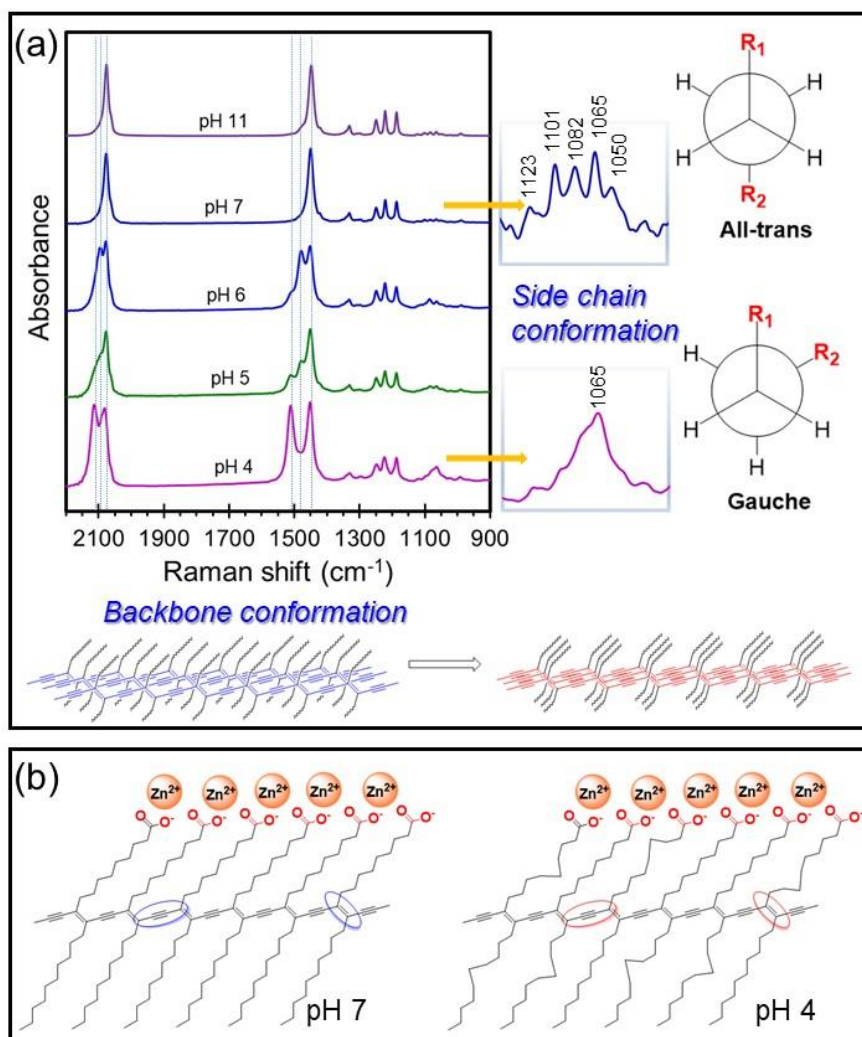 (a)
Absorbance
pH 11
pH 7
pH 6
pH 5
pH 4
2100 1900 1700 1500 1300 1100 900
Raman shift (cm⁻¹)
1123
1101
1082
1065
1050
R₁
H H
H H
R₂
All-trans
Side chain
conformation
1065
R₁
H R₂
H H
H
Gauche
Backbone conformation
(b)
Zn²⁺ Zn²⁺ Zn²⁺ Zn²⁺ Zn²⁺
O O⁻ O O⁻ O O⁻ O O⁻ O O⁻ O O⁻
pH 7
Zn²⁺ Zn²⁺ Zn²⁺ Zn²⁺ Zn²⁺
O O⁻ O O⁻ O O⁻ O O⁻ O O⁻ O O⁻
pH 4